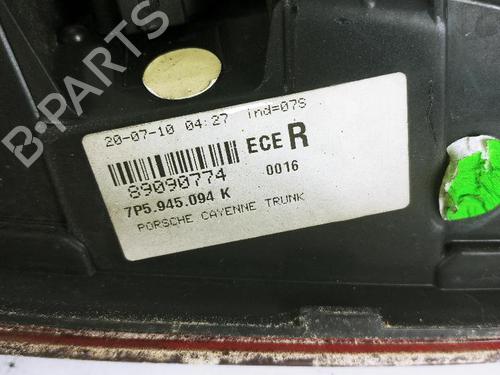 B-PARTS
20-07-10 04:27 Ind=07S
ECE R
89090774
0016
7P5.945.094 K
PORSCHE CAYENNE TRUNK